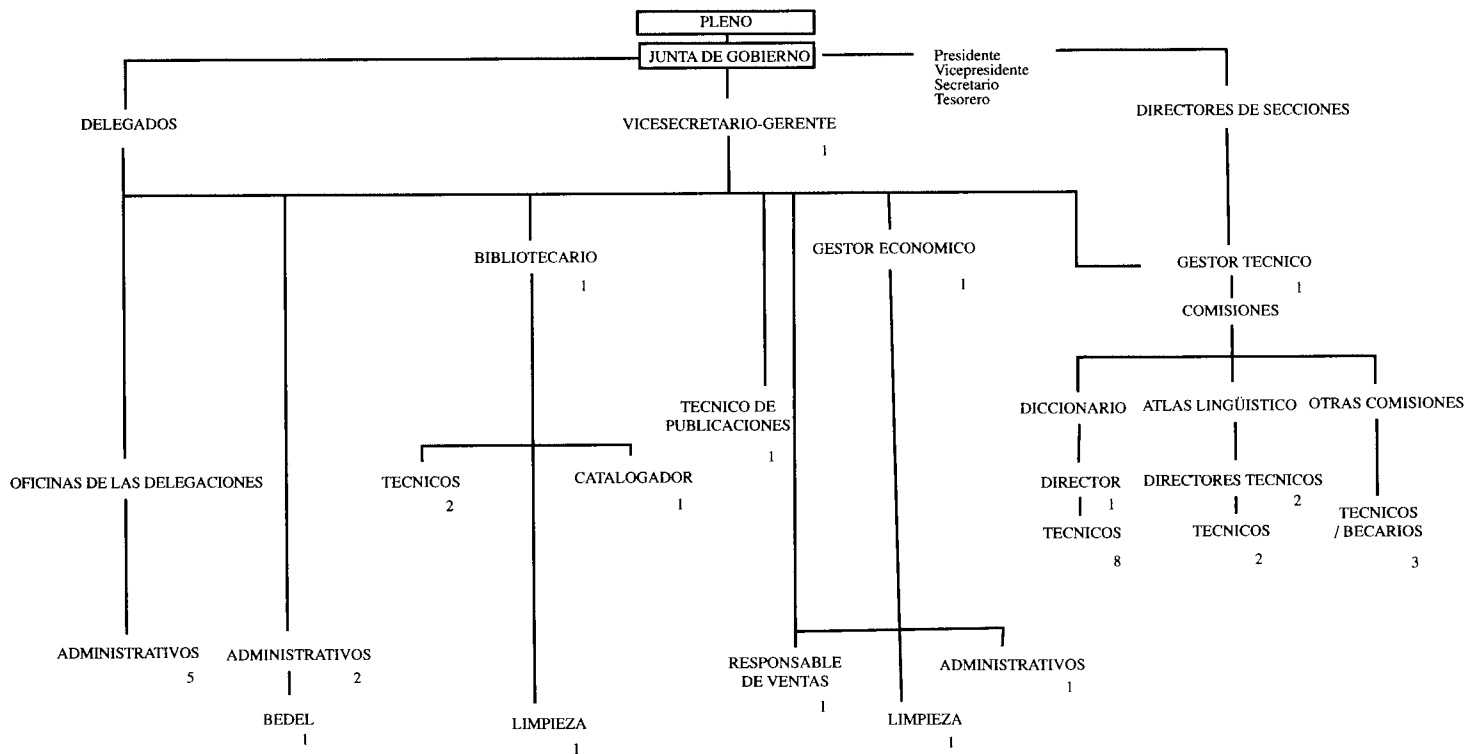 PLENO
JUNTA DE GOBIERNO
Presidente
Vicepresidente
Secretario
Tesorero
DELEGADOS
VICESECRETARIO-GERENTE
1
DIRECTORES DE SECCIONES
BIBLIOTECARIO
1
GESTOR ECONOMICO
1
GESTOR TECNICO
1
COMISIONES
TECNICO DE
PUBLICACIONES
1
DICCIONARIO
ATLAS LINGÜISTICO
OTRAS COMISIONES
OFICINAS DE LAS DELEGACIONES
TECNICOS
2
CATALOGADOR
1
DIRECTOR
1
TECNICOS
8
DIRECTORES TECNICOS
2
TECNICOS
2
TECNICOS
/ BECARIOS
3
ADMINISTRATIVOS
5
ADMINISTRATIVOS
2
BEDEL
1
LIMPIEZA
1
RESPONSABLE
DE VENTAS
1
ADMINISTRATIVOS
1
LIMPIEZA
1